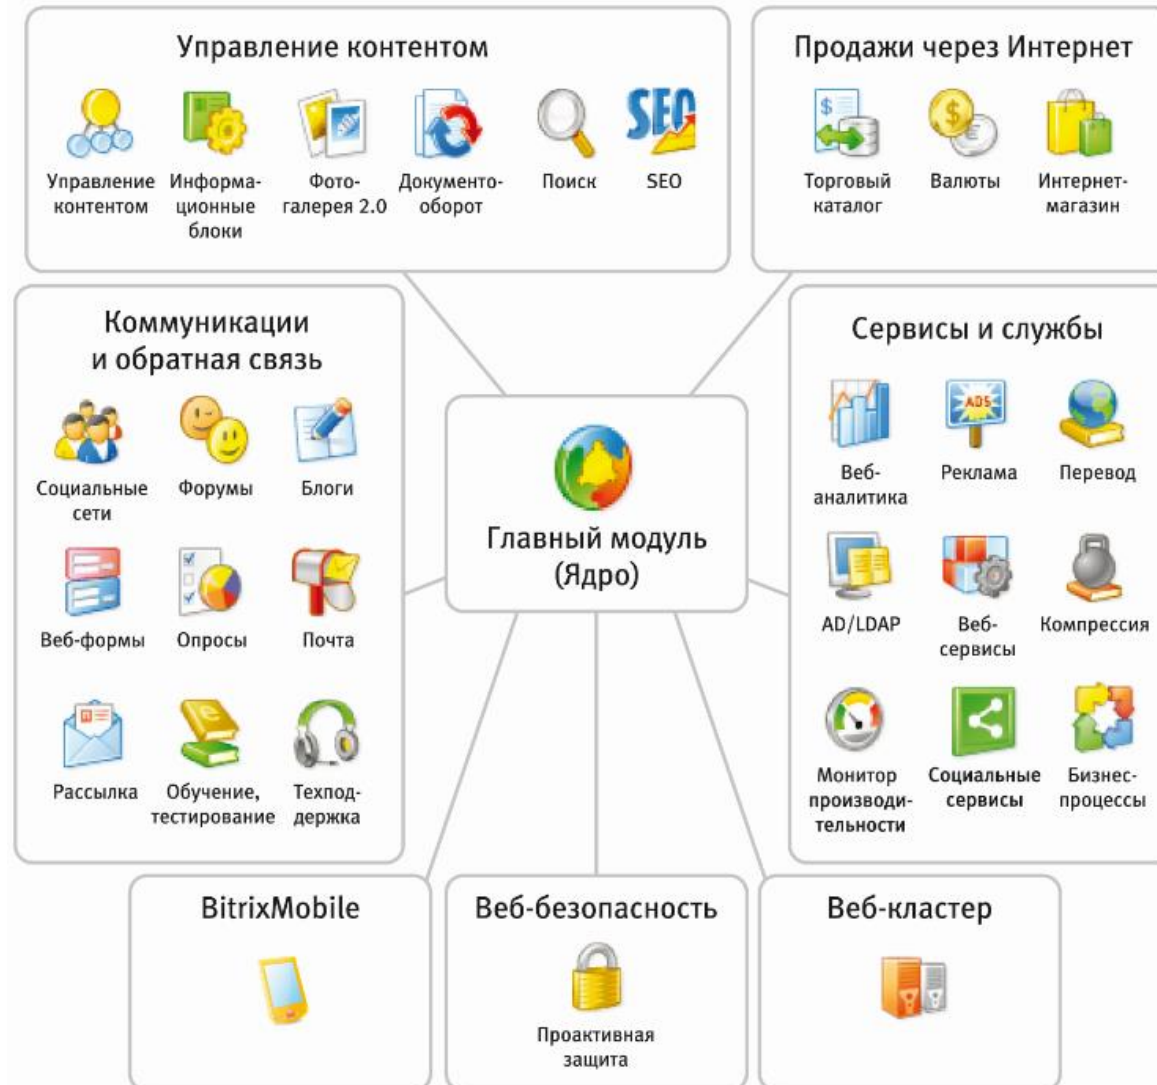 Управление контентом
Управление
контентом
Информа-
ционные
блоки
Фото-
галерея 2.0
Документо-
оборот
Поиск
SEO
SEO
Продажи через Интернет
$
Торговый
каталог
$
€
Валюты
Интернет-
магазин
Коммуникации
и обратная связь
Социальные
сети
Форумы
Блоги
Веб-формы
Опросы
Почта
Рассылка
e
Обучение,
тестирование
Техпод-
держка
Главный модуль
(Ядро)
Сервисы и службы
Веб-
аналитика
ADS
Реклама
Перевод
AD/LDAP
Веб-
сервисы
Компрессия
Монитор
производи-
тельности
Социальные
сервисы
Бизнес-
процессы
BitrixMobile
Веб-безопасность
Проактивная
защита
Веб-кластер